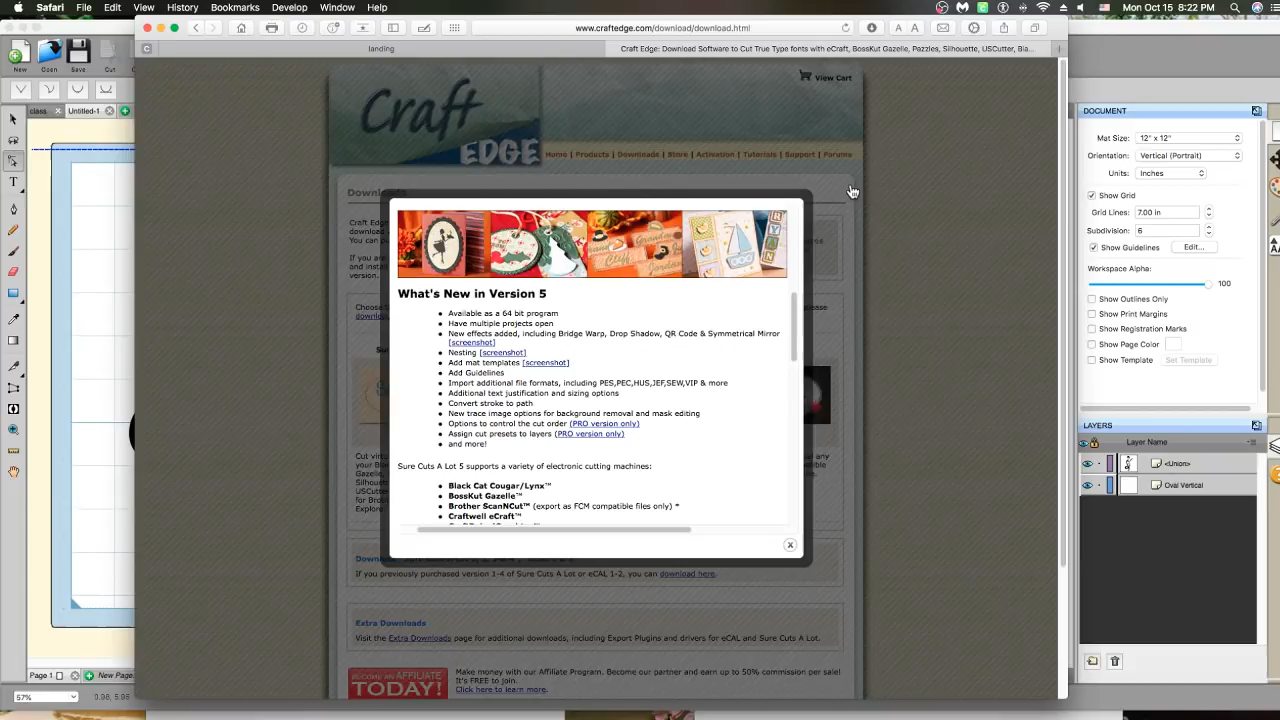 Safari File Edit View History Bookmarks Develop Window Help
Mon Oct 15 8:22 PM
www.craftedge.com/download/download.html
landing
Craft Edge: Download Software to Cut True Typo fonts with eCraft, BossKut Gazelle, Pazzles, Silhouette, USCutter, Bla...
New Open Save Cut
class Untitled-1
View Cart
Craft
EDGE
Home | Products | Downloads | Store | Activation | Tutorials | Support | Forums
Downloads
What's New in Version 5
Available as a 64 bit program
Have multiple projects open
New effects added, including Bridge Warp, Drop Shadow, QR Code & Symmetrical Mirror
[screenshot]
Nesting [screenshot]
Add mat templates [screenshot]
Add Guidelines
Import additional file formats, including PES,PEC,HUS,JEF,SEW,VIP & more
Additional text justification and sizing options
Convert stroke to path
New trace image options for background removal and mask editing
Options to control the cut order (PRO version only)
Assign cut presets to layers (PRO version only)
and more!
Sure Cuts A Lot 5 supports a variety of electronic cutting machines:
Black Cat Cougar/Lynx™
BossKut Gazelle™
Brother ScanNCut™ (export as FCM compatible files only) *
Craftwell eCraft™
If you previously purchased version 1-4 of Sure Cuts A Lot or eCAL 1-2, you can download here.
Extra Downloads
Visit the Extra Downloads page for additional downloads, including Export Plugins and drivers for eCAL and Sure Cuts A Lot.
BECOME AN AFFILIATE
TODAY!
Make money with our Affiliate Program. Become our partner and earn up to 50% commission per sale!
It's FREE to join.
Click here to learn more.
DOCUMENT
Mat Size: 12" x 12"
Orientation: Vertical (Portrait)
Units: Inches
Show Grid
Grid Lines: 7.00 in
Subdivision: 6
Show Guidelines Edit...
Workspace Alpha:
100
Show Outlines Only
Show Print Margins
Show Registration Marks
Show Page Color
Show Template Set Template
LAYERS
Layer Name
<Union>
Oval Vertical
Page 1 New Page
57% 0.98, 5.95